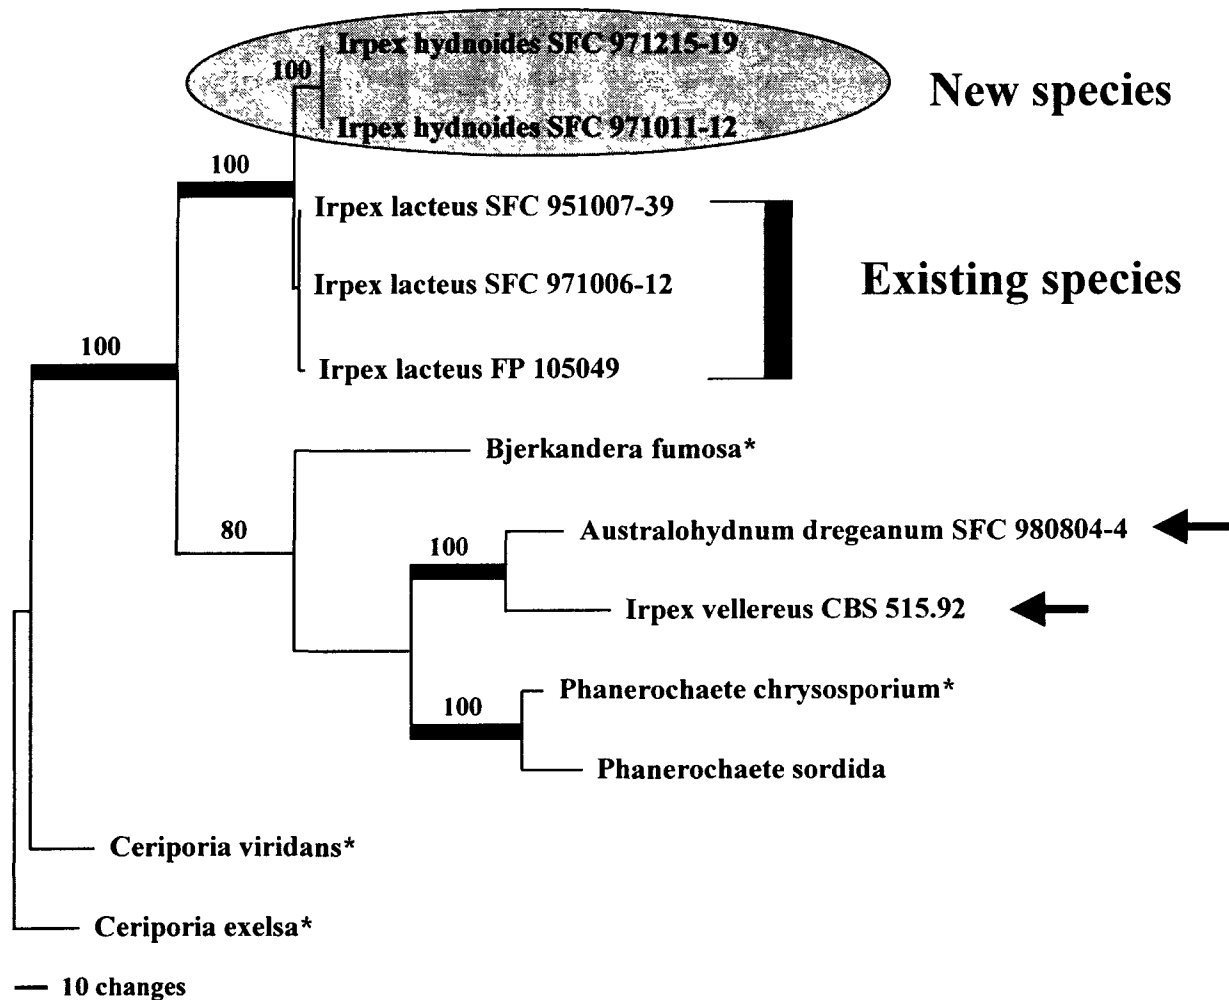 Irpex hydnoides SFC 971215-19
100
New species
Irpex hydnoides SFC 971011-12
100
Irpex lacteus SFC 951007-39
Irpex lacteus SFC 971006-12
Existing species
100
Irpex lacteus FP 105049
Bjerkandera fumosa*
80
Australohydnum dregeanum SFC 980804-4
100
Irpex vellereus CBS 515.92
Phanerochaete chrysosporium*
100
Phanerochaete sordida
Ceriporia viridans*
Ceriporia exelsa*
10 changes